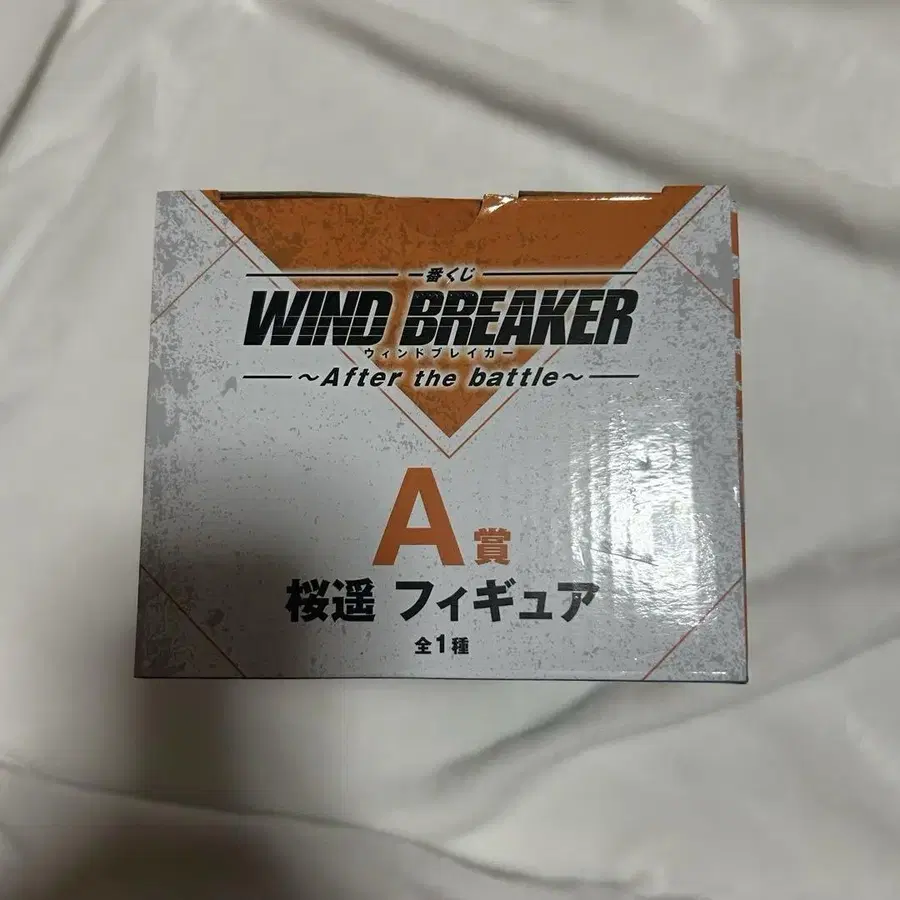 一番くじ
WIND BREAKER
ウィンドブレイカー
～After the battle～
A賞
桜遥 フィギュア
全1種